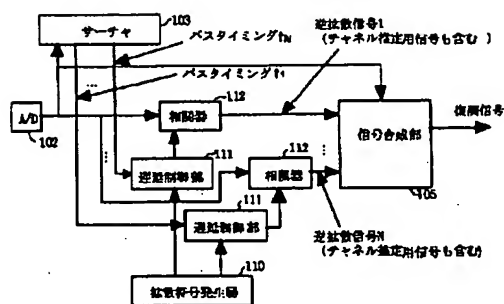 サーチャ
103
パスタイミングtN
パスタイミングt1
逆拡散信号1
(チャネル推定用信号も含む)
A/D
102
相関器
112
遅延制御部
111
相関器
112
信号合成部
105
復調信号
遅延制御部
111
逆拡散信号N
(チャネル推定用信号も含む)
拡散符号発生器
110